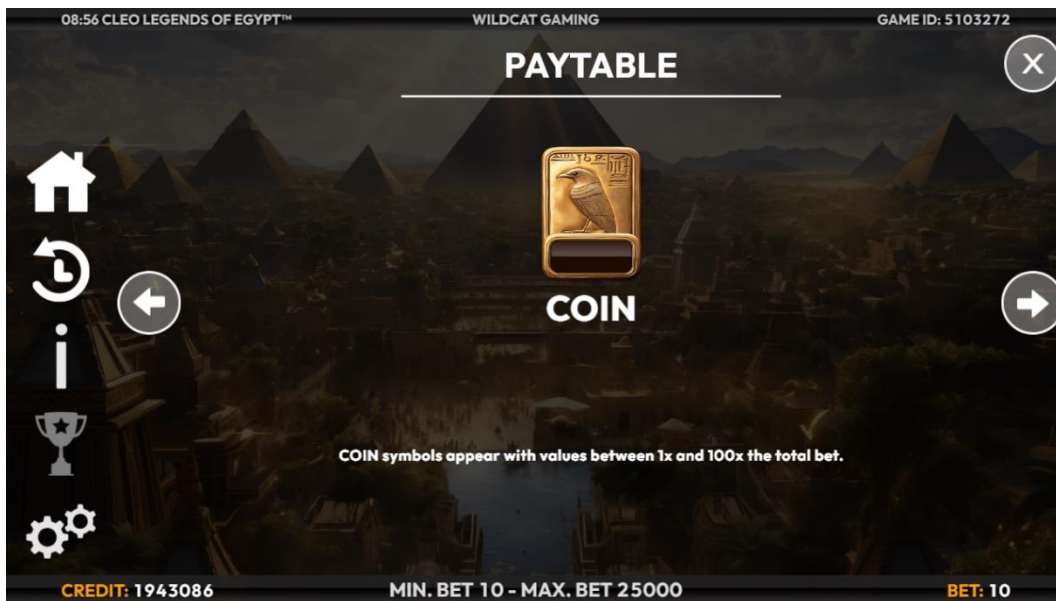 08:56 CLEO LEGENDS OF EGYPT™ WILDCAT GAMING GAME ID: 5103272
PAYTABLE
X
COIN
COIN symbols appear with values between 1x and 100x the total bet.
CREDIT: 1943086 MIN. BET 10 - MAX. BET 25000 BET: 10